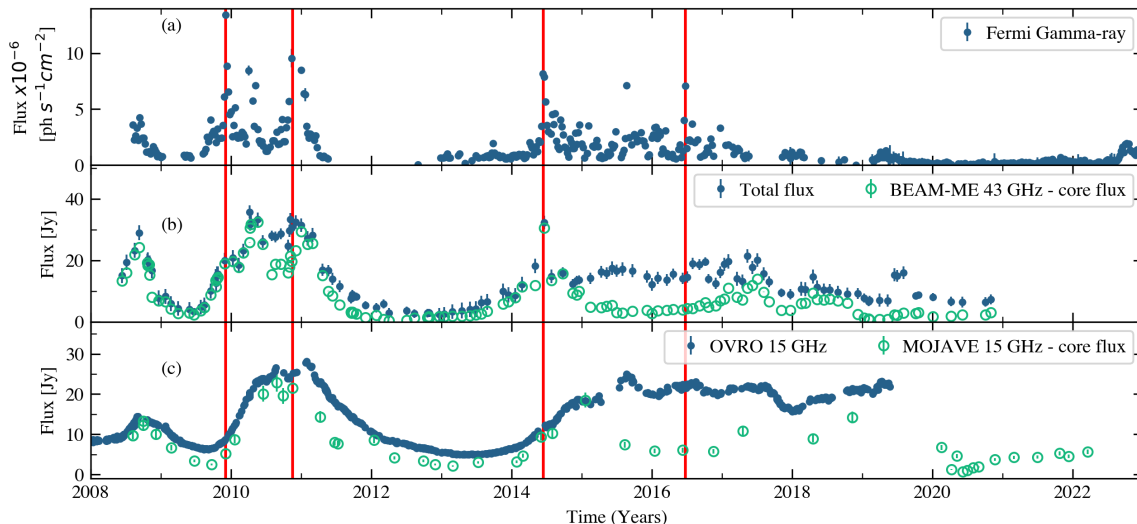 (a)
Fermi Gamma-ray
Flux x10⁻⁶
[ph s⁻¹cm⁻²]
10
5
0
(b)
Total flux
BEAM-ME 43 GHz - core flux
Flux [Jy]
40
20
0
(c)
OVRO 15 GHz
MOJAVE 15 GHz - core flux
Flux [Jy]
30
20
10
0
2008 2010 2012 2014 2016 2018 2020 2022
Time (Years)